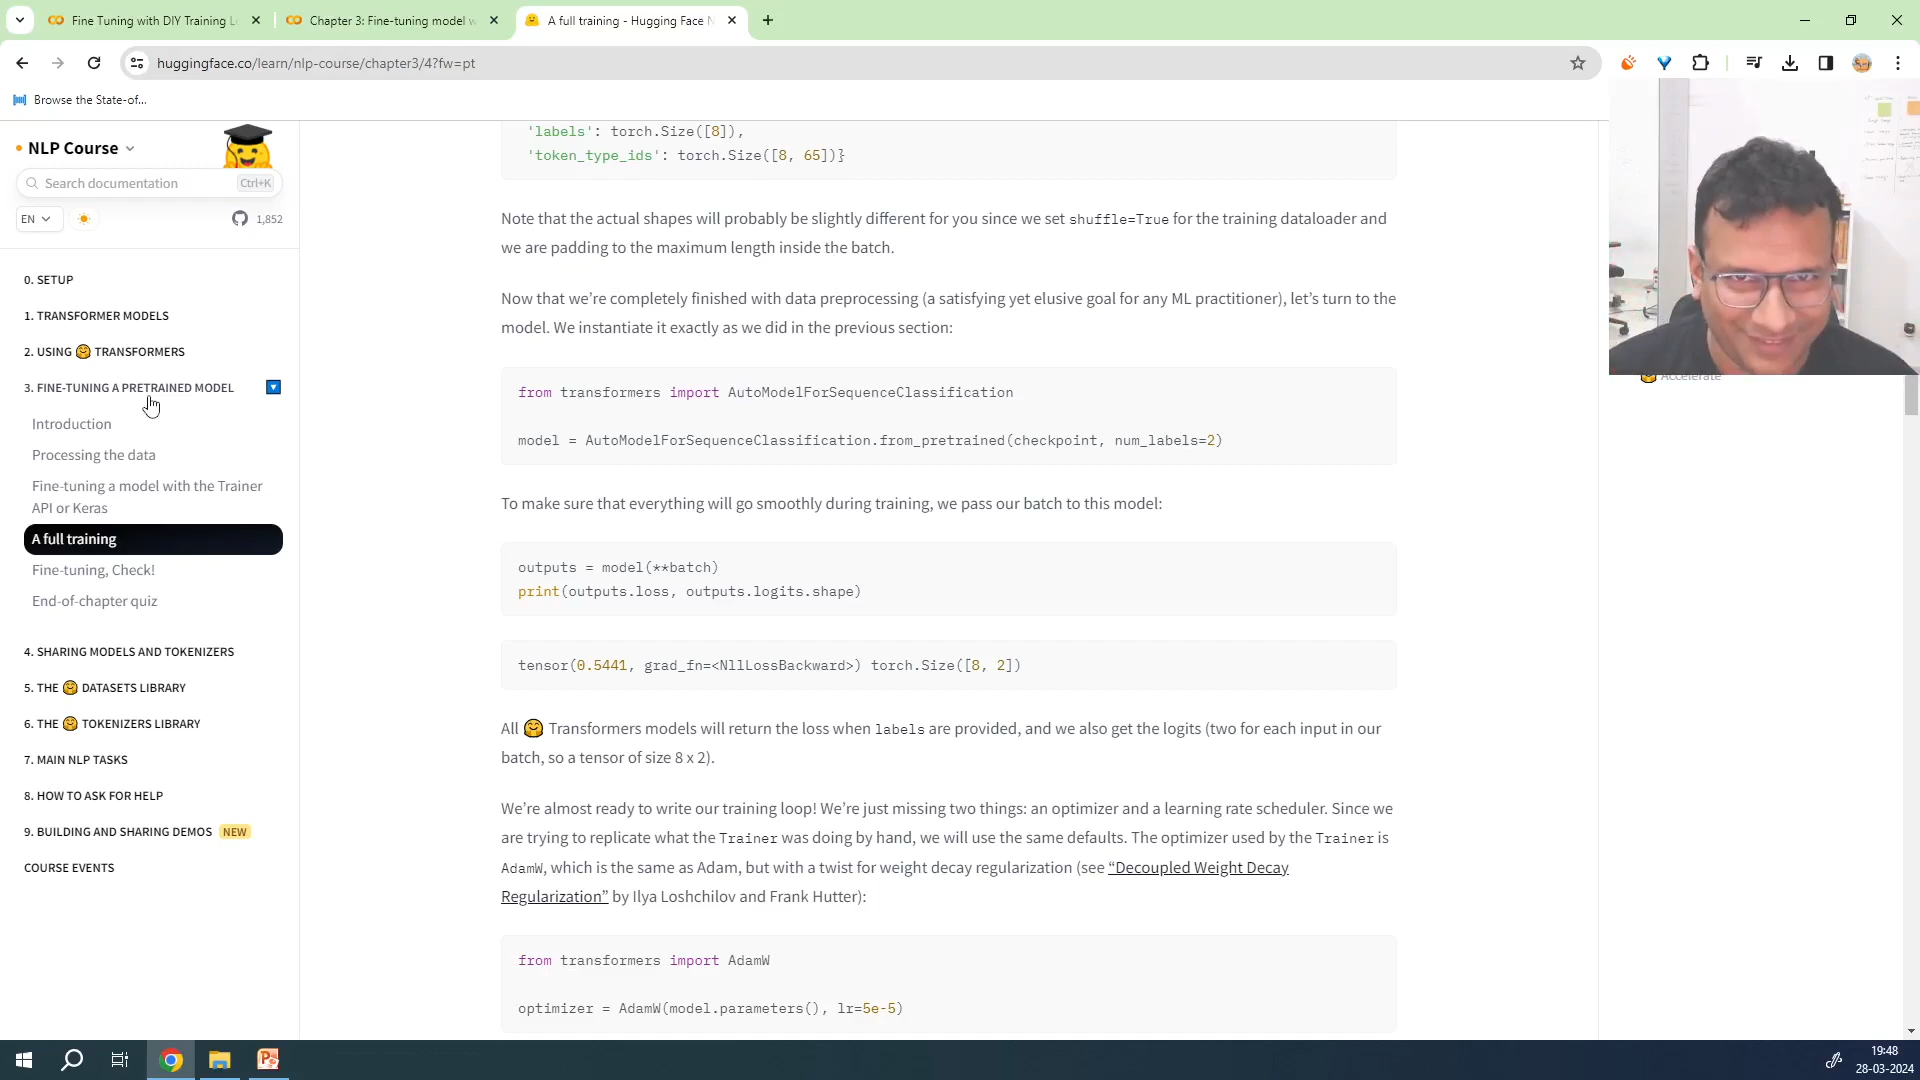 Fine Tuning with DIY Training L
Chapter 3: Fine-tuning model w
A full training - Hugging Face N
huggingface.co/learn/nlp-course/chapter3/4?fw=pt
Browse the State-of...
NLP Course
Search documentation
Ctrl+K
EN
1,852
0. SETUP
1. TRANSFORMER MODELS
2. USING 🤗 TRANSFORMERS
3. FINE-TUNING A PRETRAINED MODEL
Introduction
Processing the data
Fine-tuning a model with the Trainer
API or Keras
A full training
Fine-tuning, Check!
End-of-chapter quiz
4. SHARING MODELS AND TOKENIZERS
5. THE 🤗 DATASETS LIBRARY
6. THE 🤗 TOKENIZERS LIBRARY
7. MAIN NLP TASKS
8. HOW TO ASK FOR HELP
9. BUILDING AND SHARING DEMOS NEW
COURSE EVENTS
'labels': torch.Size([8]),
'token_type_ids': torch.Size([8, 65])}
Note that the actual shapes will probably be slightly different for you since we set shuffle=True for the training dataloader and
we are padding to the maximum length inside the batch.
Now that we’re completely finished with data preprocessing (a satisfying yet elusive goal for any ML practitioner), let’s turn to the
model. We instantiate it exactly as we did in the previous section:
from transformers import AutoModelForSequenceClassification
model = AutoModelForSequenceClassification.from_pretrained(checkpoint, num_labels=2)
To make sure that everything will go smoothly during training, we pass our batch to this model:
outputs = model(**batch)
print(outputs.loss, outputs.logits.shape)
tensor(0.5441, grad_fn=<NllLossBackward>) torch.Size([8, 2])
All 🤗 Transformers models will return the loss when labels are provided, and we also get the logits (two for each input in our
batch, so a tensor of size 8 x 2).
We’re almost ready to write our training loop! We’re just missing two things: an optimizer and a learning rate scheduler. Since we
are trying to replicate what the Trainer was doing by hand, we will use the same defaults. The optimizer used by the Trainer is
AdamW, which is the same as Adam, but with a twist for weight decay regularization (see “Decoupled Weight Decay
Regularization” by Ilya Loshchilov and Frank Hutter):
from transformers import AdamW
optimizer = AdamW(model.parameters(), lr=5e-5)
🤗 Accelerate
19:48
28-03-2024